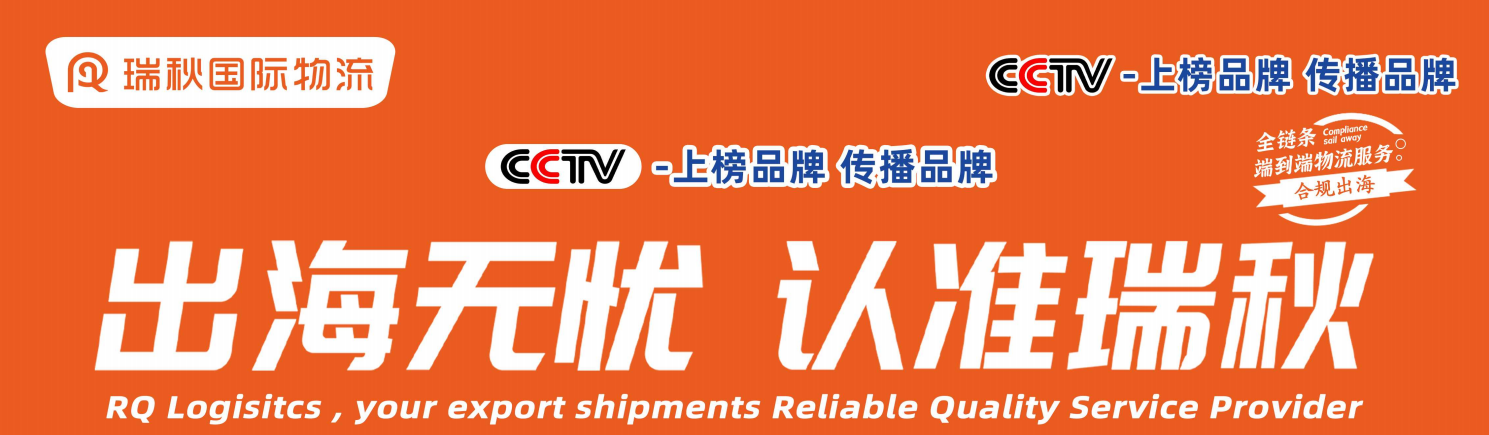 瑞秋国际物流
CCTV-上榜品牌 传播品牌
CCTV-上榜品牌 传播品牌
全链条 Compliance sail away
端到端物流服务。
合规出海
出海无忧 认准瑞秋
RQ Logisitcs , your export shipments Reliable Quality Service Provider